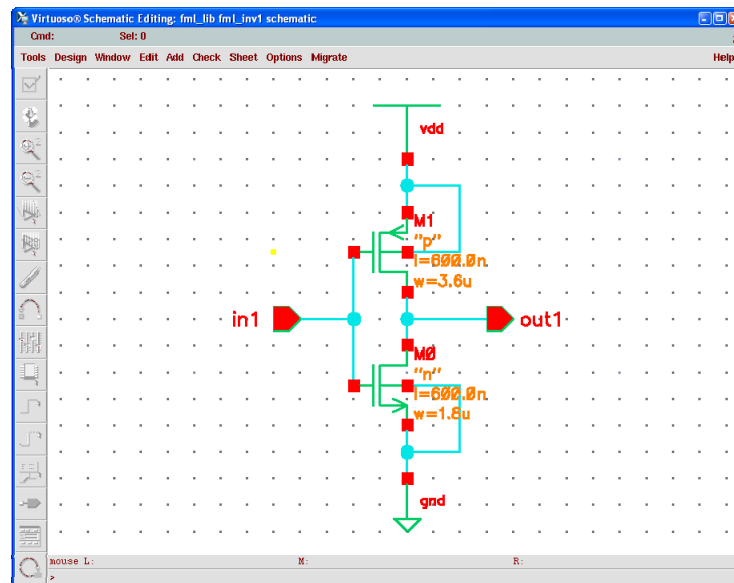 Virtuoso® Schematic Editing: fml_lib fml_inv1 schematic
Cmd: Sel: 0
Tools Design Window Edit Add Check Sheet Options Migrate Help
vdd
M1
"p"
l=600.0n
w=3.6u
in1
out1
M0
"n"
l=600.0n
w=1.8u
gnd
mouse L: M: R:
>